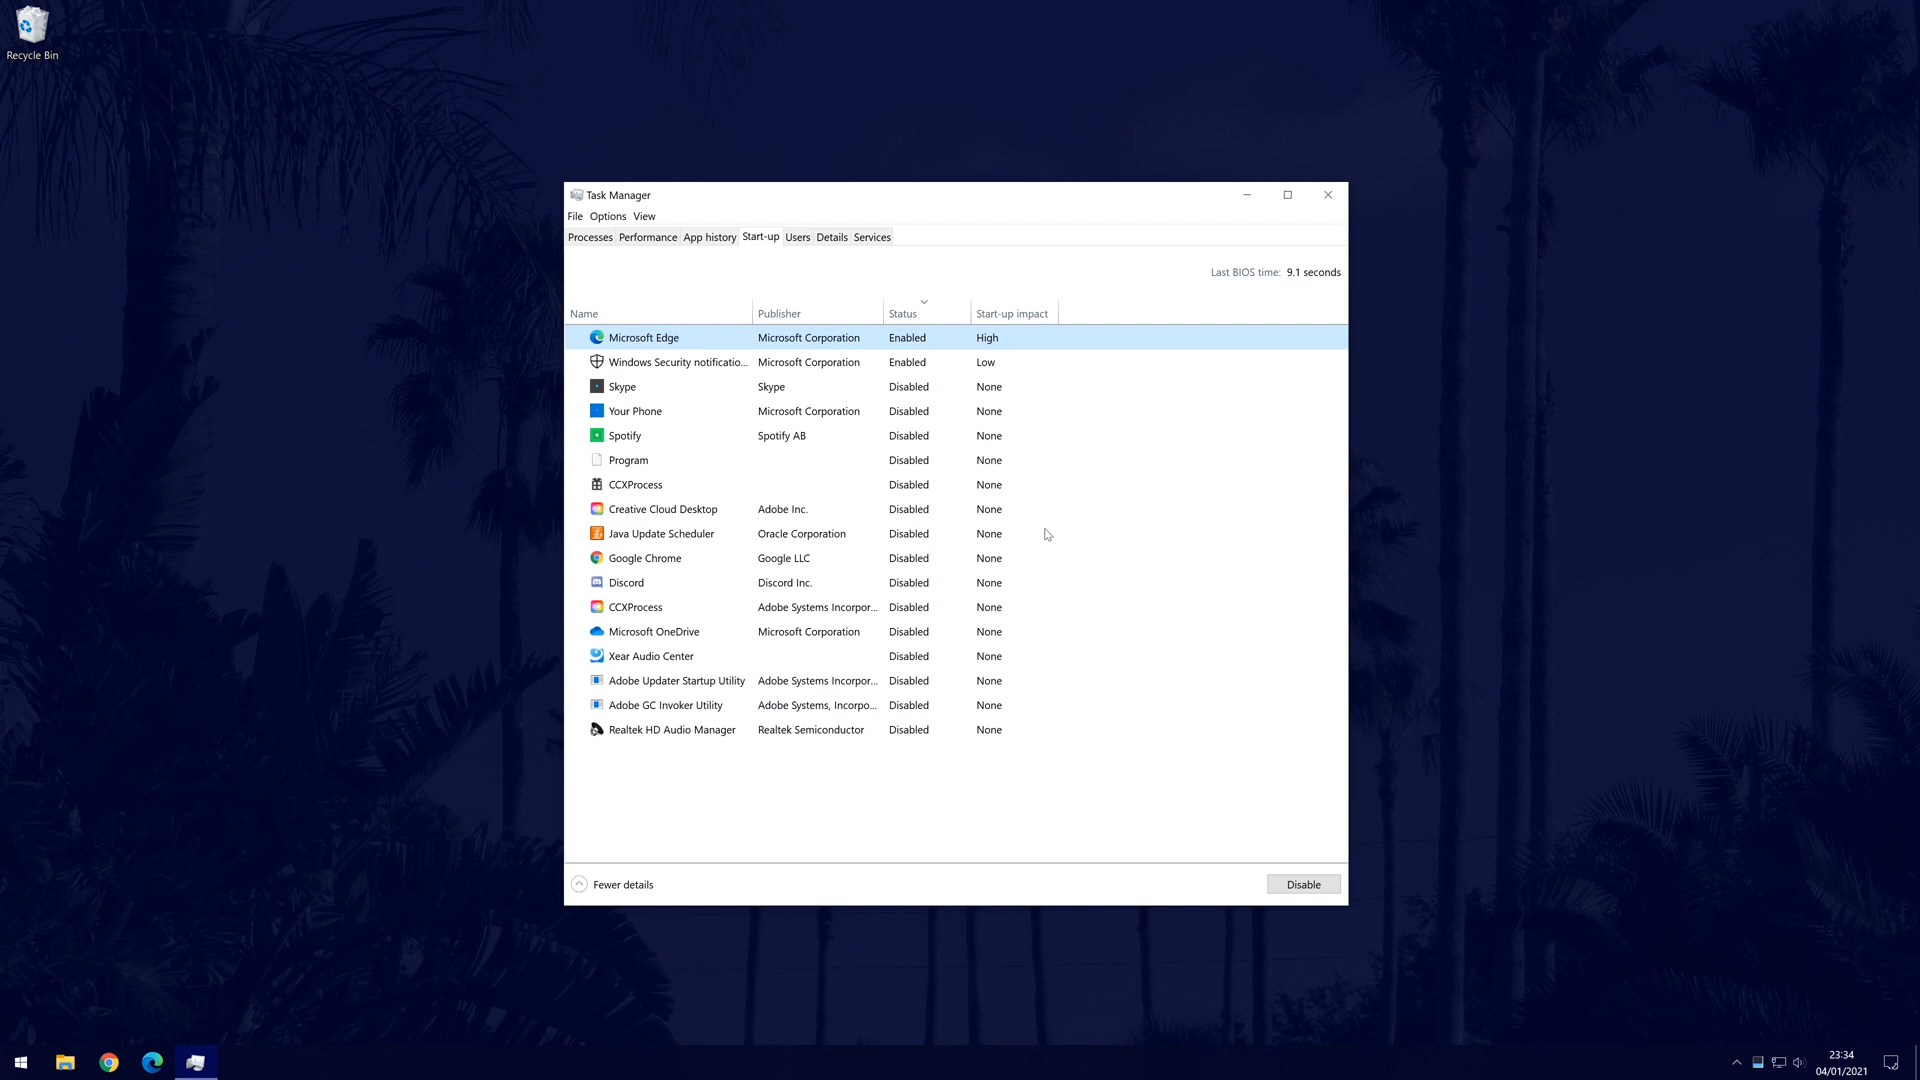 Recycle Bin
Task Manager
File Options View
Processes Performance App history Start-up Users Details Services
Last BIOS time: 9.1 seconds
Name Publisher Status Start-up impact
Microsoft Edge Microsoft Corporation Enabled High
Windows Security notificatio... Microsoft Corporation Enabled Low
Skype Skype Disabled None
Your Phone Microsoft Corporation Disabled None
Spotify Spotify AB Disabled None
Program Disabled None
CCXProcess Disabled None
Creative Cloud Desktop Adobe Inc. Disabled None
Java Update Scheduler Oracle Corporation Disabled None
Google Chrome Google LLC Disabled None
Discord Discord Inc. Disabled None
CCXProcess Adobe Systems Incorpor... Disabled None
Microsoft OneDrive Microsoft Corporation Disabled None
Xear Audio Center Disabled None
Adobe Updater Startup Utility Adobe Systems Incorpor... Disabled None
Adobe GC Invoker Utility Adobe Systems, Incorpo... Disabled None
Realtek HD Audio Manager Realtek Semiconductor Disabled None
Fewer details Disable
23:34
04/01/2021